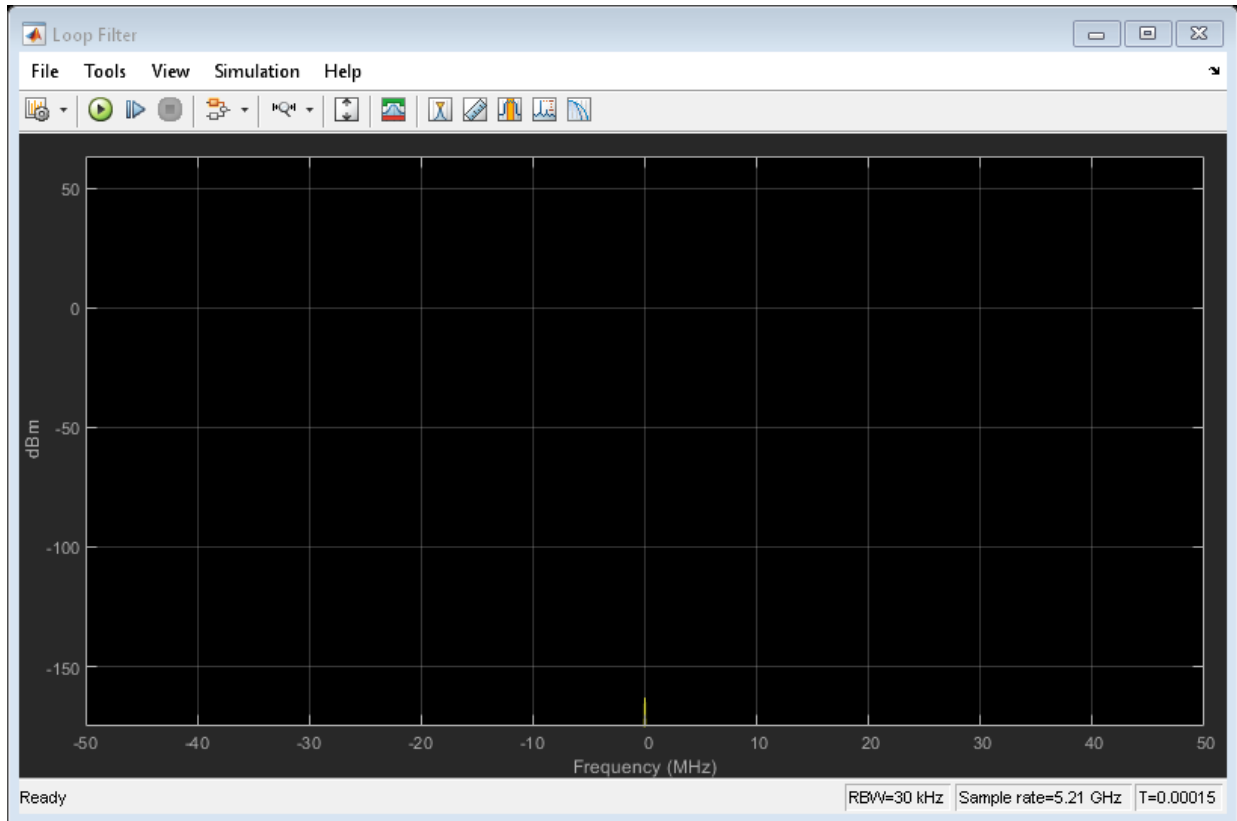 Loop Filter
File Tools View Simulation Help
50
0
-50
-100
-150
dBm
-50 -40 -30 -20 -10 0 10 20 30 40 50
Frequency (MHz)
Ready RBW=30 kHz Sample rate=5.21 GHz T=0.00015